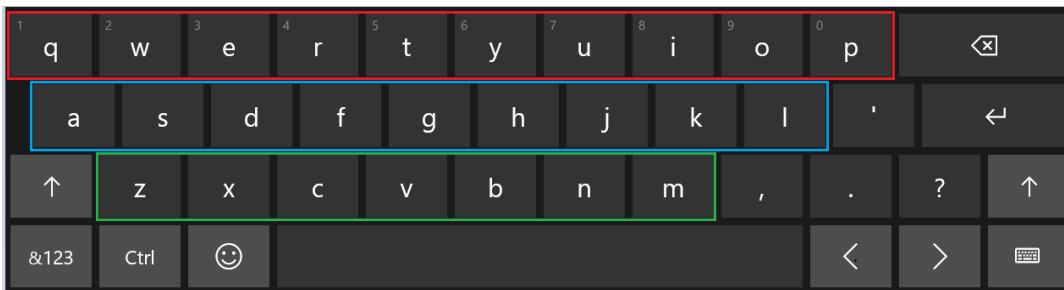 1 q 2 w 3 e 4 r 5 t 6 y 7 u 8 i 9 o 0 p
a s d f g h j k l '
z x c v b n m , . ?
&123 Ctrl